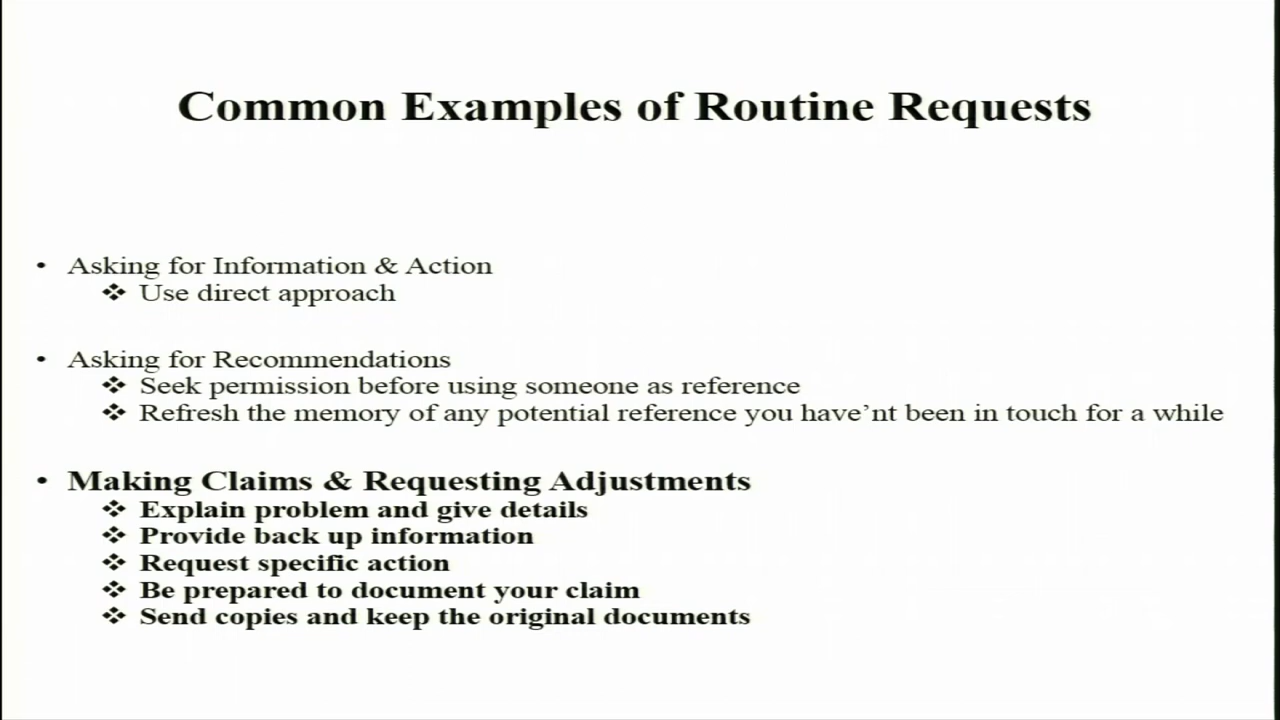 Common Examples of Routine Requests
• Asking for Information & Action
❖ Use direct approach
• Asking for Recommendations
❖ Seek permission before using someone as reference
❖ Refresh the memory of any potential reference you have’nt been in touch for a while
• Making Claims & Requesting Adjustments
❖ Explain problem and give details
❖ Provide back up information
❖ Request specific action
❖ Be prepared to document your claim
❖ Send copies and keep the original documents